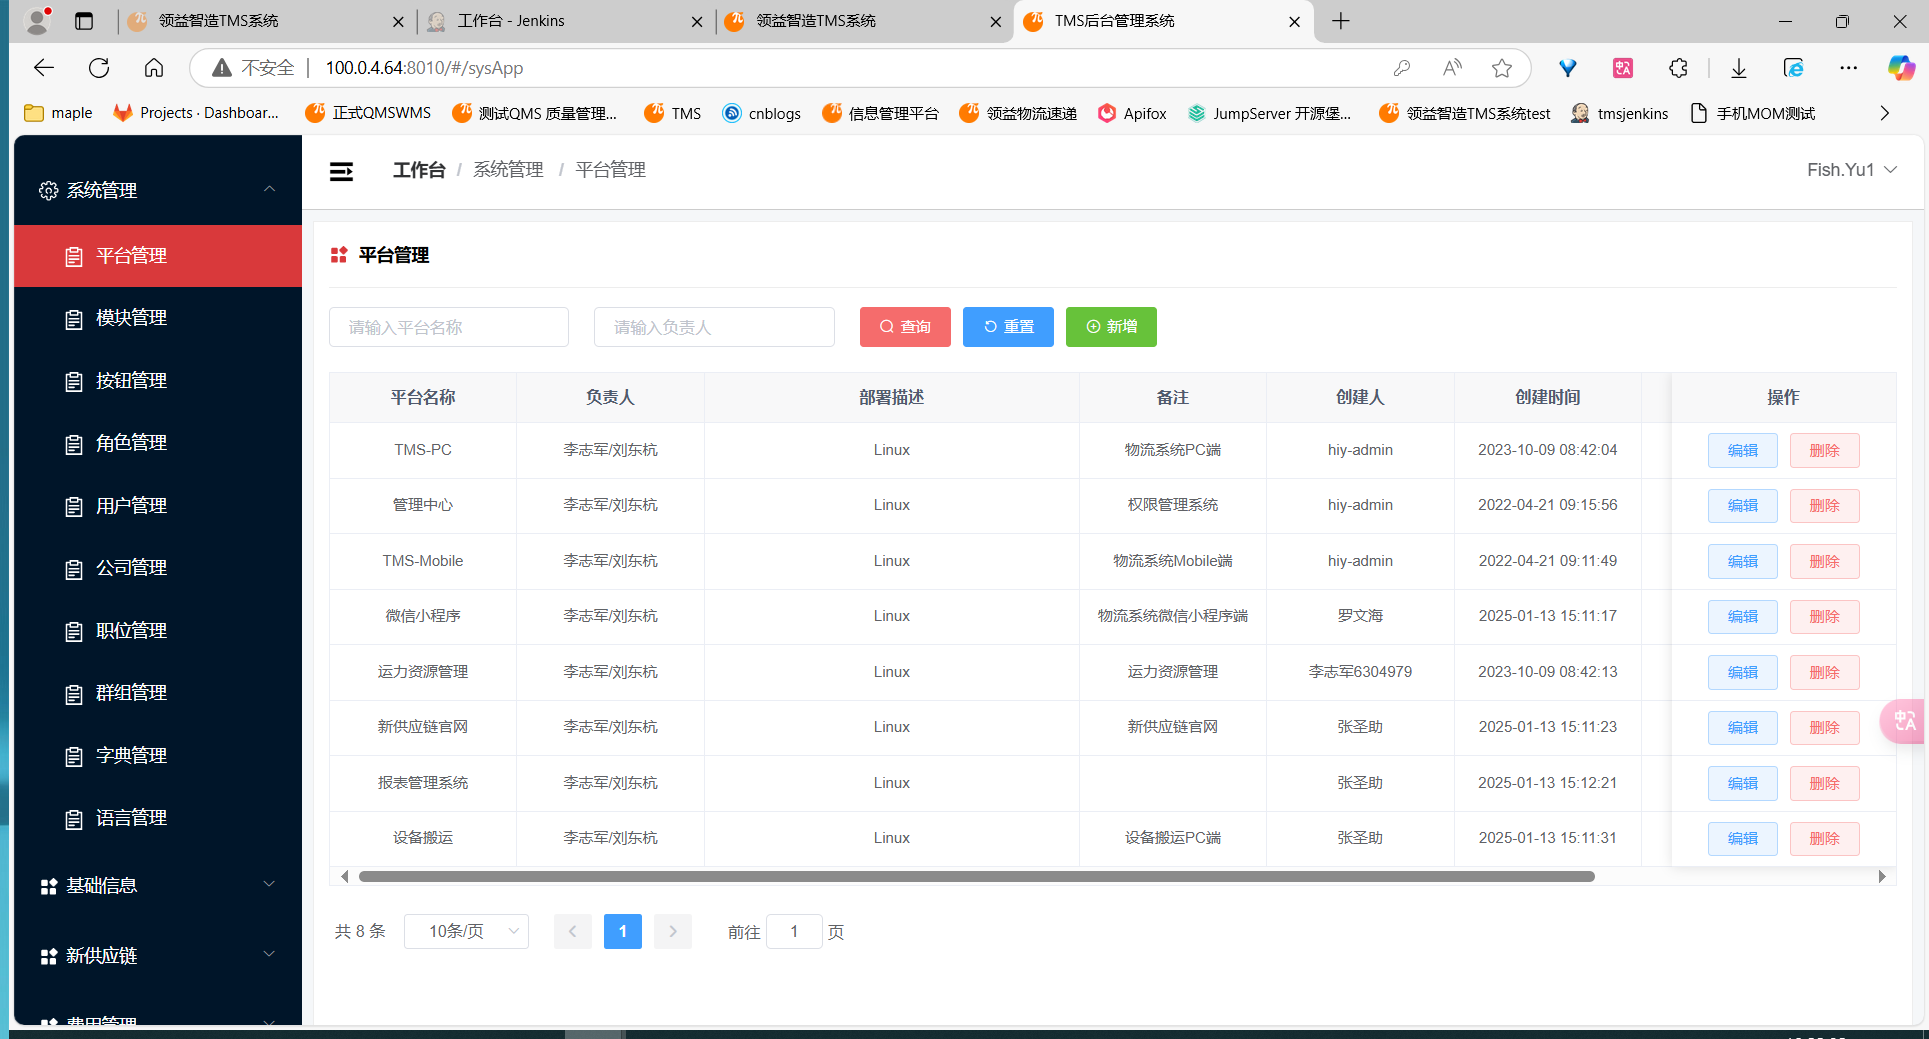 领益智造TMS系统
工作台 - Jenkins
领益智造TMS系统
TMS后台管理系统
不安全
100.0.4.64:8010/#/sysApp
maple
Projects · Dashboar...
正式QMSWMS
测试QMS 质量管理...
TMS
cnblogs
信息管理平台
领益物流速递
Apifox
JumpServer 开源堡...
领益智造TMS系统test
tmsjenkins
手机MOM测试
系统管理
平台管理
模块管理
按钮管理
角色管理
用户管理
公司管理
职位管理
群组管理
字典管理
语言管理
基础信息
新供应链
费用管理
工作台 / 系统管理 / 平台管理
Fish.Yu1
平台管理
请输入平台名称 请输入负责人 查询 重置 新增
平台名称 负责人 部署描述 备注 创建人 创建时间 操作
TMS-PC 李志军/刘东杭 Linux 物流系统PC端 hiy-admin 2023-10-09 08:42:04 编辑 删除
管理中心 李志军/刘东杭 Linux 权限管理系统 hiy-admin 2022-04-21 09:15:56 编辑 删除
TMS-Mobile 李志军/刘东杭 Linux 物流系统Mobile端 hiy-admin 2022-04-21 09:11:49 编辑 删除
微信小程序 李志军/刘东杭 Linux 物流系统微信小程序端 罗文海 2025-01-13 15:11:17 编辑 删除
运力资源管理 李志军/刘东杭 Linux 运力资源管理 李志军6304979 2023-10-09 08:42:13 编辑 删除
新供应链官网 李志军/刘东杭 Linux 新供应链官网 张圣助 2025-01-13 15:11:23 编辑 删除
报表管理系统 李志军/刘东杭 Linux 张圣助 2025-01-13 15:12:21 编辑 删除
设备搬运 李志军/刘东杭 Linux 设备搬运PC端 张圣助 2025-01-13 15:11:31 编辑 删除
共 8 条 10条/页 1 前往 1 页